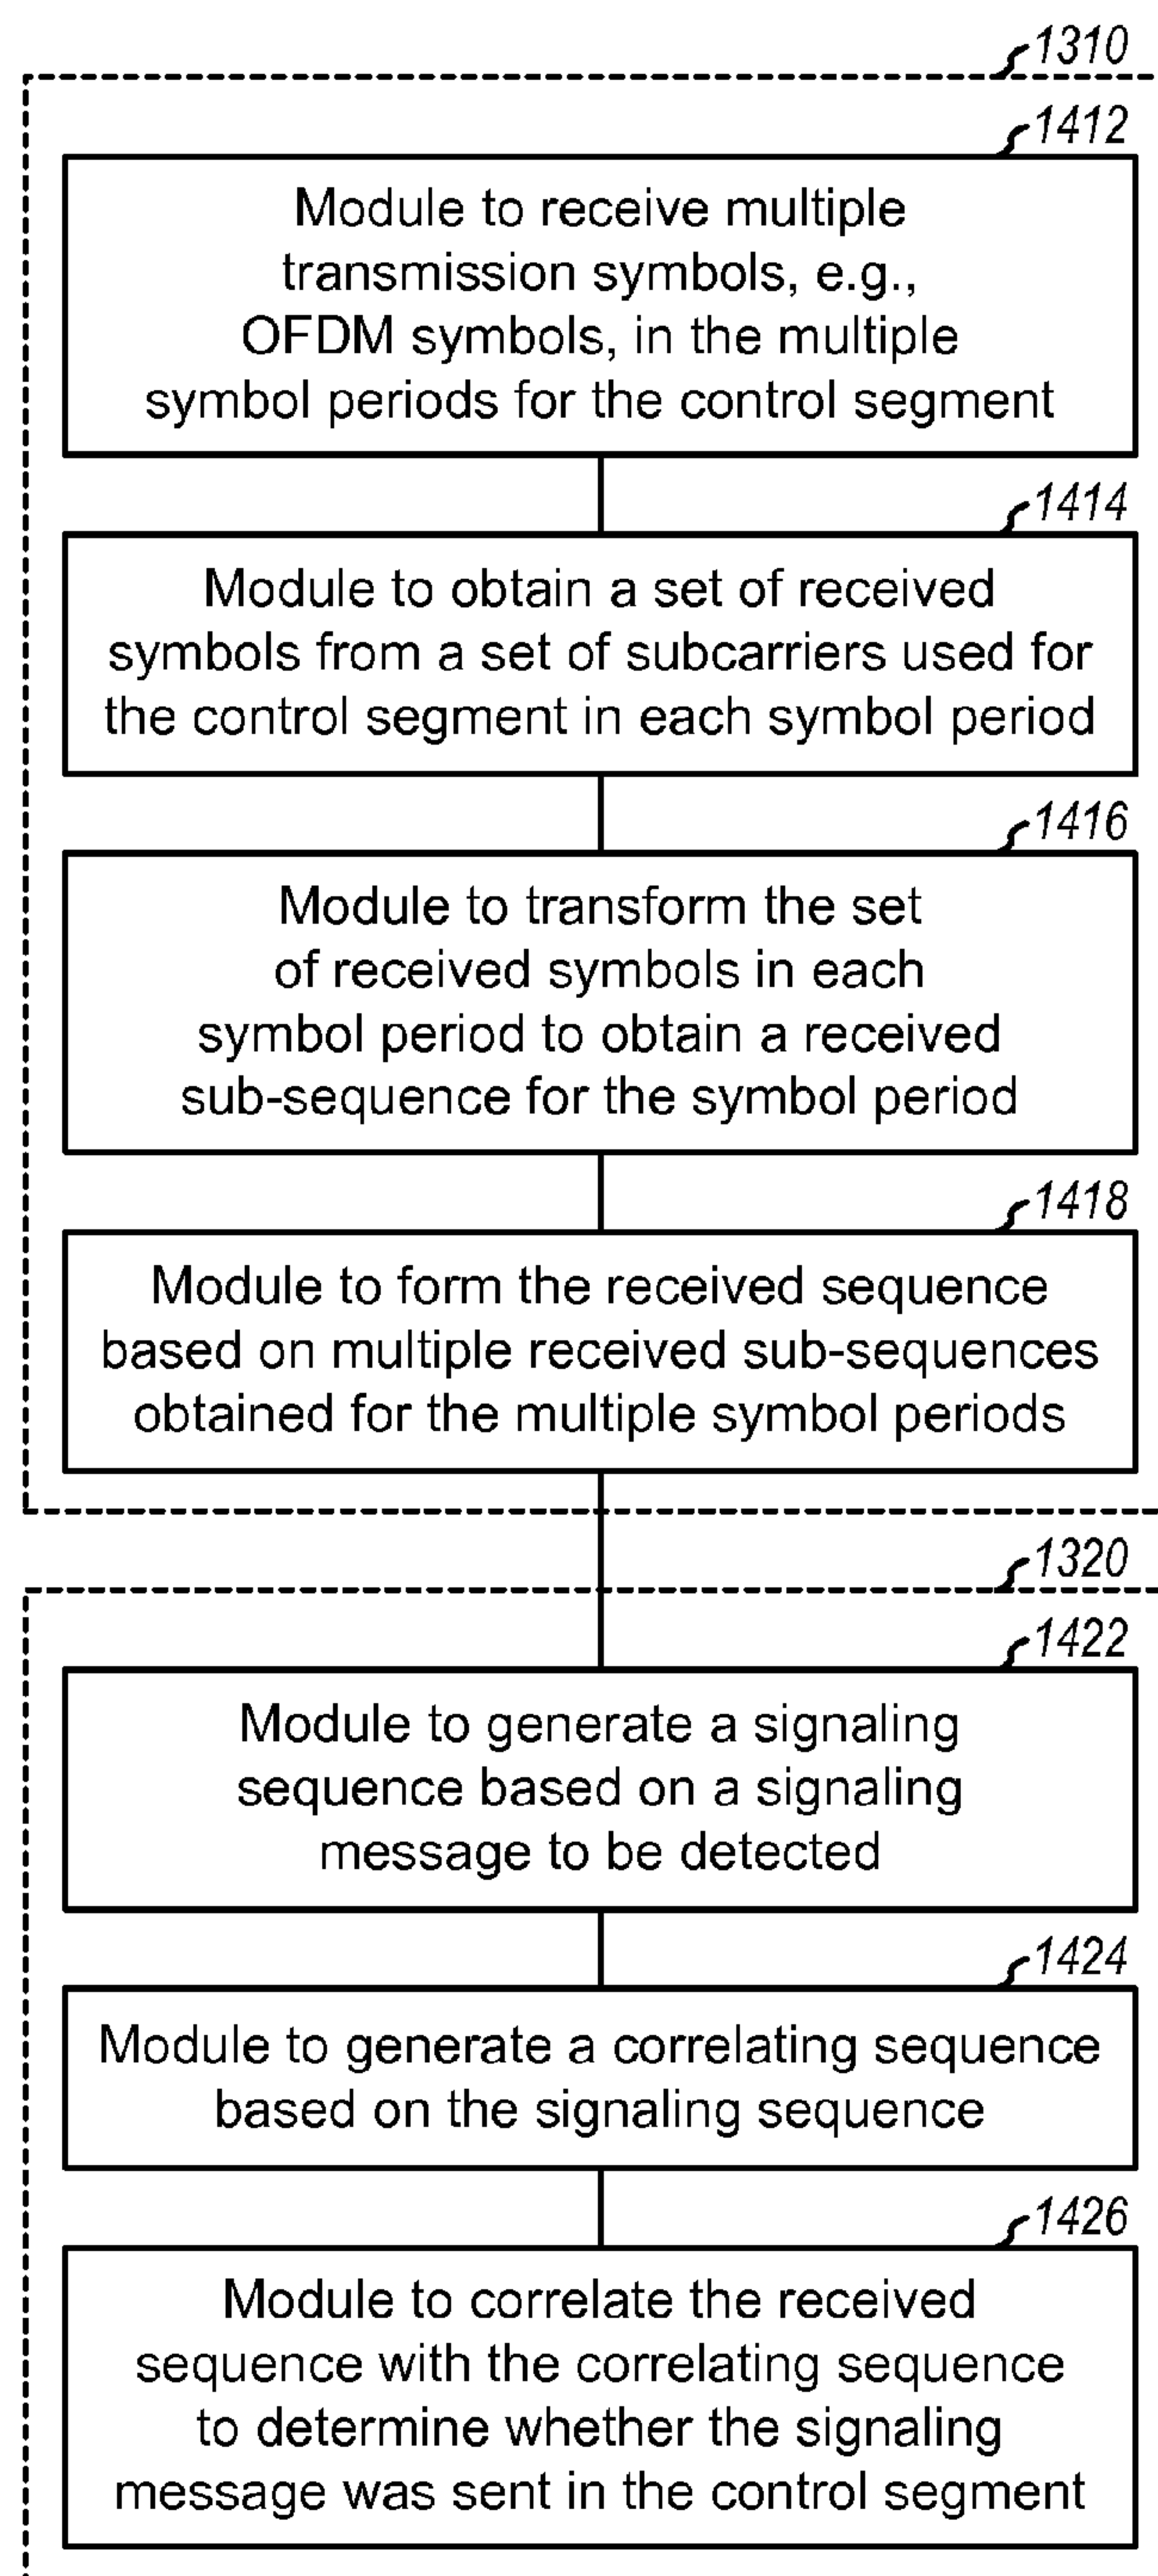 1310
1412
Module to receive multiple
transmission symbols, e.g.,
OFDM symbols, in the multiple
symbol periods for the control segment
1414
Module to obtain a set of received
symbols from a set of subcarriers used for
the control segment in each symbol period
1416
Module to transform the set
of received symbols in each
symbol period to obtain a received
sub-sequence for the symbol period
1418
Module to form the received sequence
based on multiple received sub-sequences
obtained for the multiple symbol periods
1320
1422
Module to generate a signaling
sequence based on a signaling
message to be detected
1424
Module to generate a correlating sequence
based on the signaling sequence
1426
Module to correlate the received
sequence with the correlating sequence
to determine whether the signaling
message was sent in the control segment